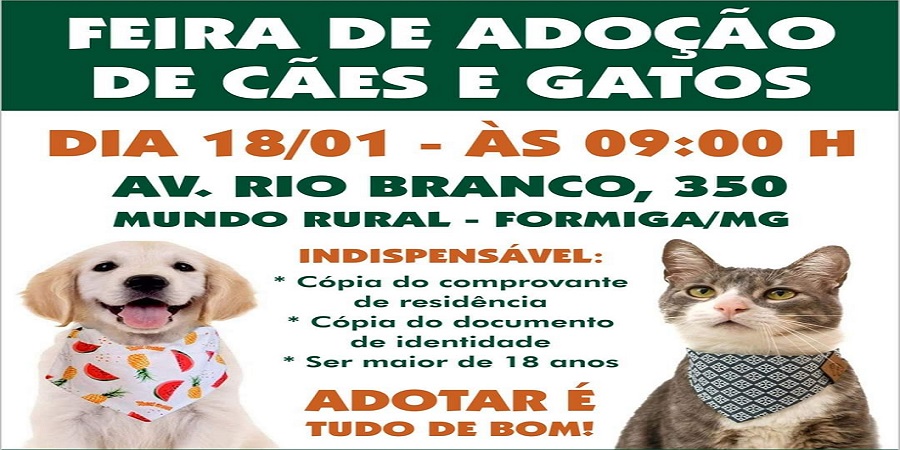 FEIRA DE ADOÇÃO
DE CÃES E GATOS
DIA 18/01 - ÀS 09:00 H
AV. RIO BRANCO, 350
MUNDO RURAL - FORMIGA/MG
INDISPENSÁVEL:
* Cópia do comprovante
de residência
* Cópia do documento
de identidade
* Ser maior de 18 anos
ADOTAR É
TUDO DE BOM!